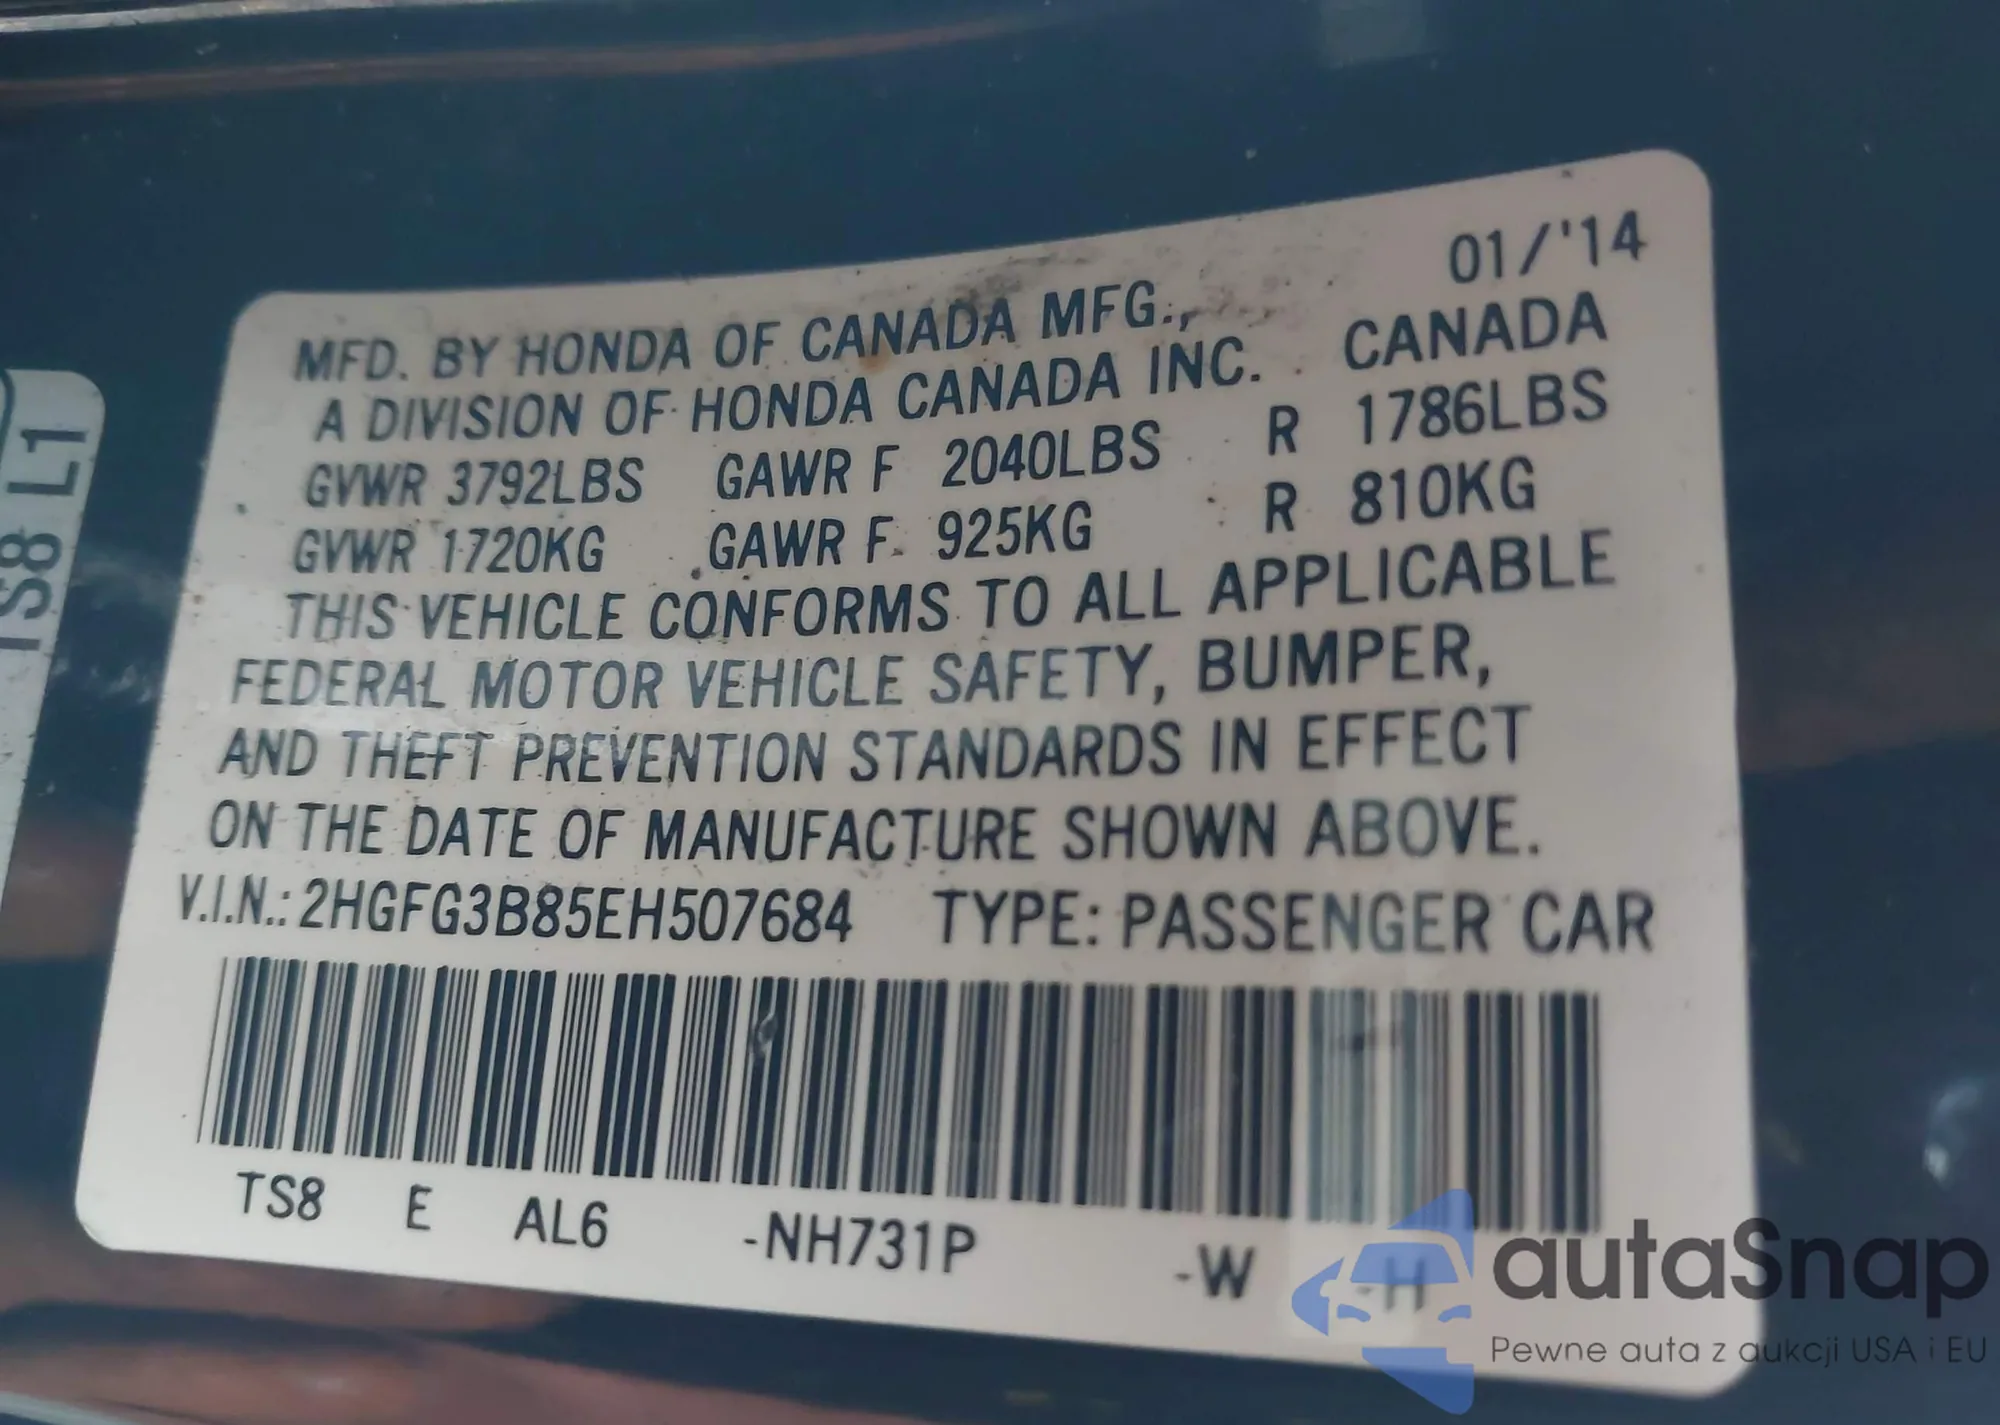 01/'14
MFD. BY HONDA OF CANADA MFG.,
A DIVISION OF HONDA CANADA INC. CANADA
GVWR 3792LBS GAWR F 2040LBS R 1786LBS
GVWR 1720KG GAWR F 925KG R 810KG
THIS VEHICLE CONFORMS TO ALL APPLICABLE
FEDERAL MOTOR VEHICLE SAFETY, BUMPER,
AND THEFT PREVENTION STANDARDS IN EFFECT
ON THE DATE OF MANUFACTURE SHOWN ABOVE.
V.I.N.: 2HGFG3B85EH507684 TYPE: PASSENGER CAR
TS8 E AL6 -NH731P -W -H
TS8 L1
autaSnap
Pewne auta z aukcji USA i EU